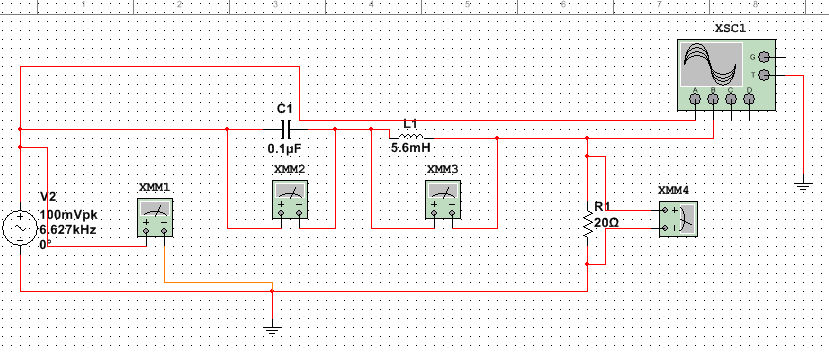 1 2 3 4 5 6 7 8
XSC1
G
T
A B C D
C1
0.1µF
L1
5.6mH
XMM2
XMM3
XMM1
XMM4
V2
100mVpk
6.627kHz
0°
R1
20Ω